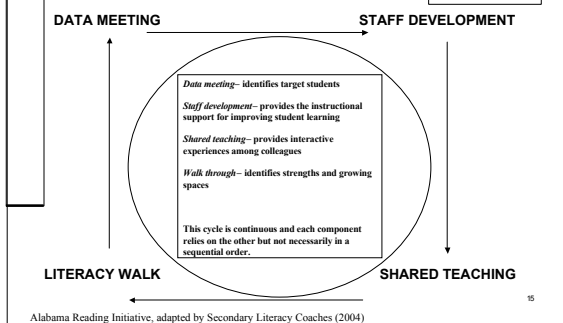 DATA MEETING
STAFF DEVELOPMENT
Data meeting– identifies target students
Staff development– provides the instructional
support for improving student learning
Shared teaching– provides interactive
experiences among colleagues
Walk through– identifies strengths and growing
spaces
This cycle is continuous and each component
relies on the other but not necessarily in a
sequential order.
LITERACY WALK
SHARED TEACHING
15
Alabama Reading Initiative, adapted by Secondary Literacy Coaches (2004)